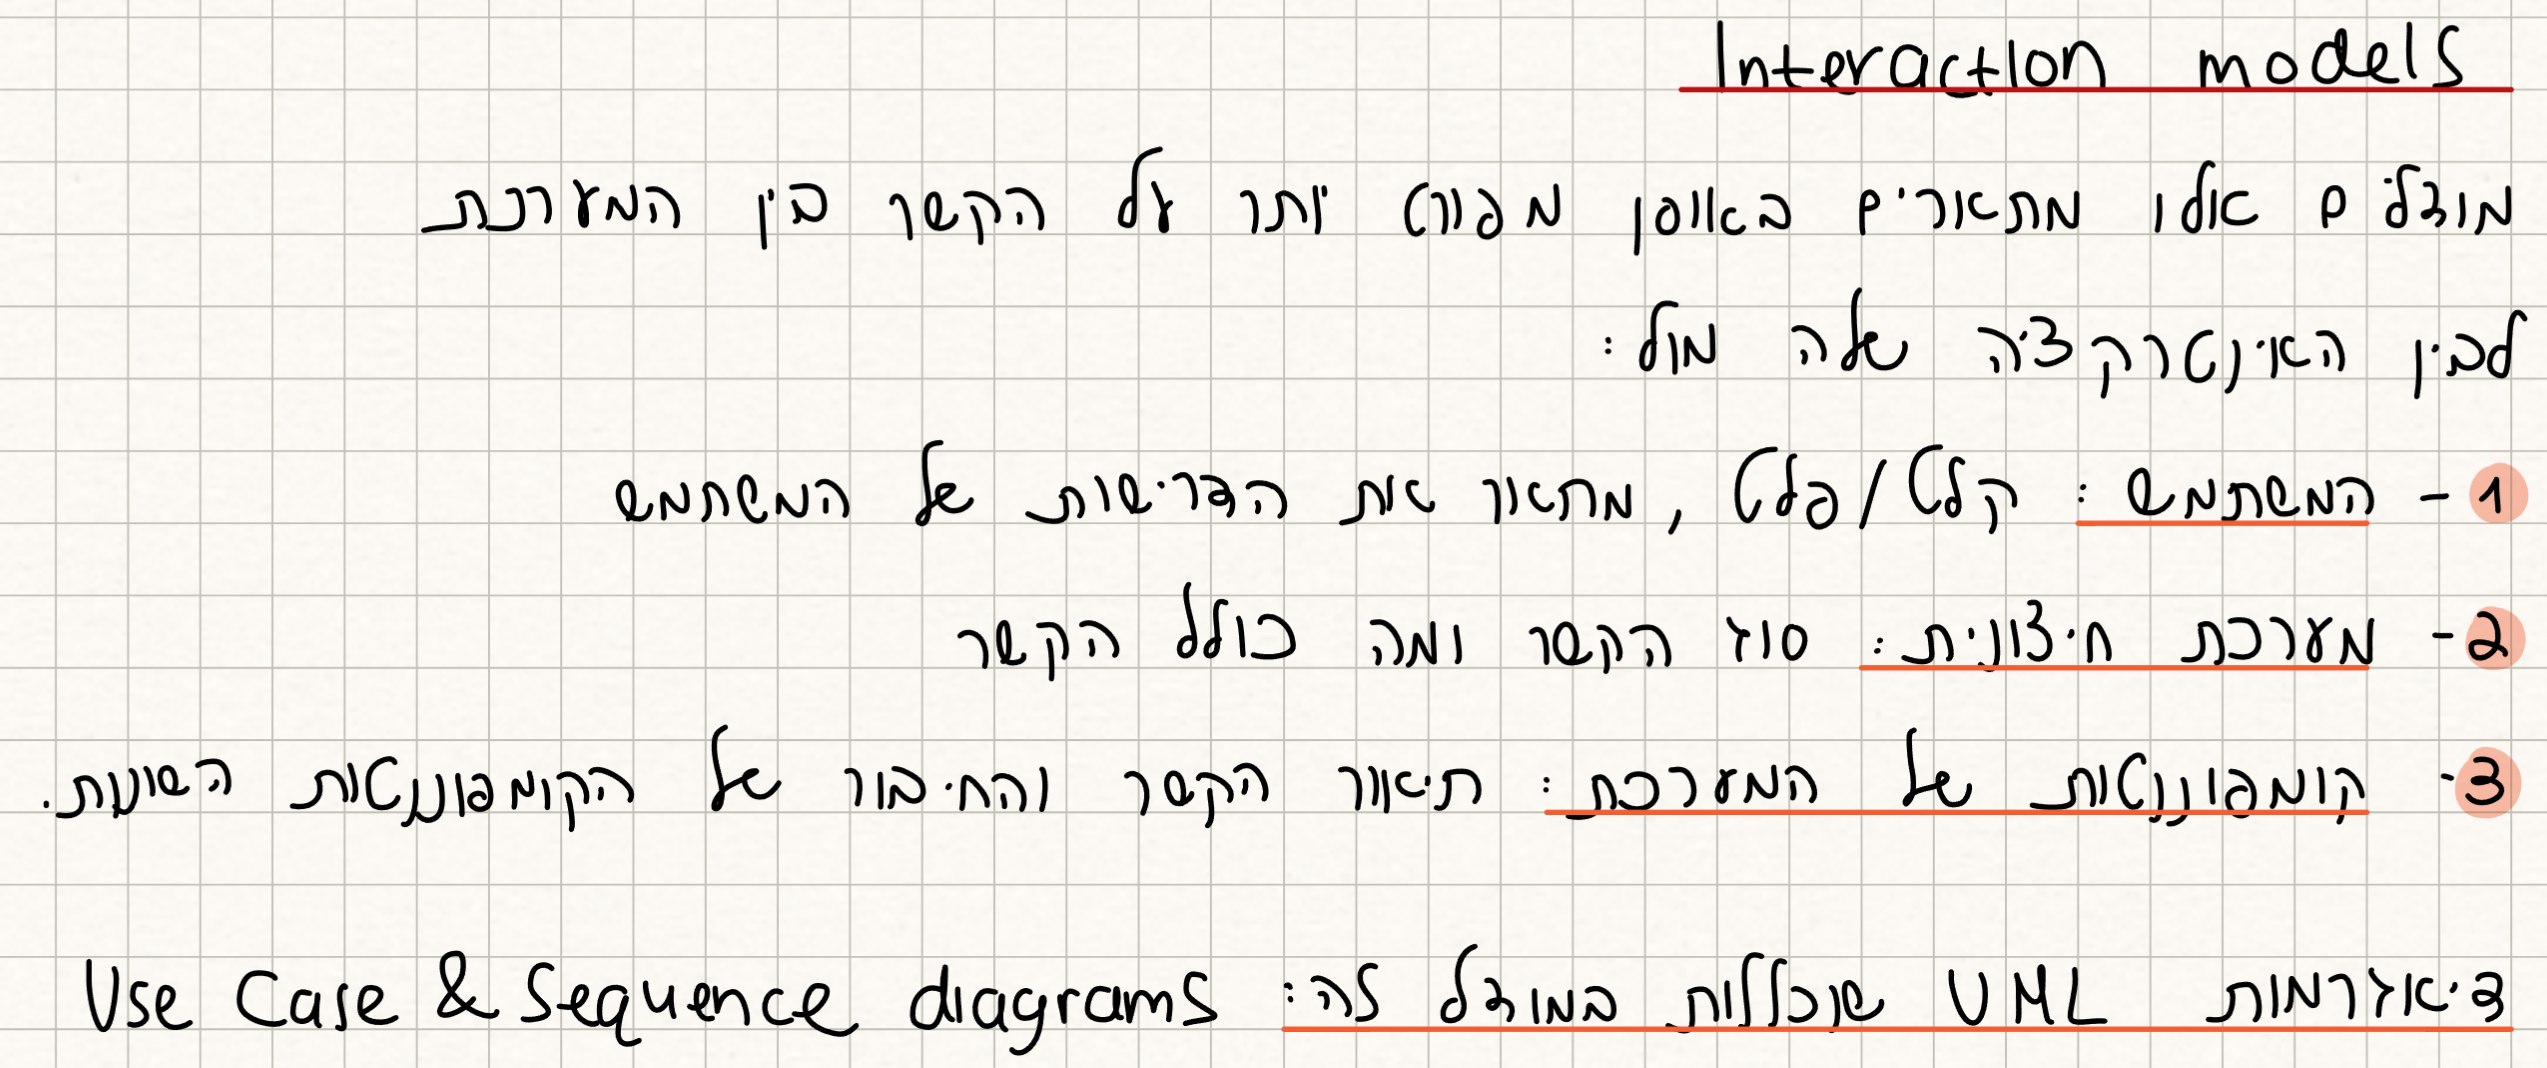 Interaction models
מודלים אלו מתארים באופן מפורט יותר על הקשר בין המערכת
לבין האינטרקציה שלה מול:
1 - המשתמש: קלט/פלט, מתאר את הדרישות של המשתמש
2 - מערכת חיצונית: סוג הקשר ומה כולל הקשר
3 - קומפוננטות של המערכת: תיאור הקשר והחיבור של הקומפוננטות השונות.
דיאגרמות UML שנכללות במודל זה: Use Case & Sequence diagrams